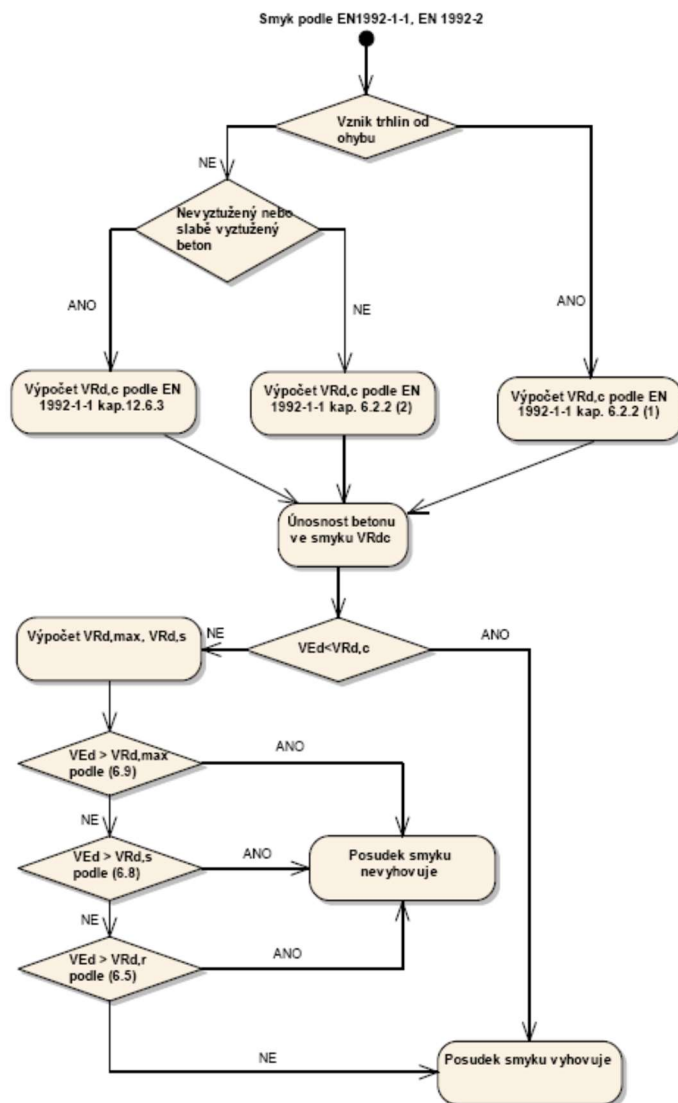 Smyk podle EN1992-1-1, EN 1992-2
Vznik trhlin od
ohybu
NE
Nevyztužený nebo
slabě vyztužený
beton
ANO
NE
ANO
Výpočet VRd,c podle EN
1992-1-1 kap.12.6.3
Výpočet VRd,c podle EN
1992-1-1 kap. 6.2.2 (2)
Výpočet VRd,c podle EN
1992-1-1 kap. 6.2.2 (1)
Únosnost betonu
ve smyku VRdc
Výpočet VRd,max, VRd,s
NE
VEd<VRd,c
ANO
VEd > VRd,max
podle (6.9)
ANO
NE
VEd > VRd,s
podle (6.8)
ANO
Posudek smyku
nevyhovuje
NE
VEd > VRd,r
podle (6.5)
ANO
NE
Posudek smyku vyhovuje